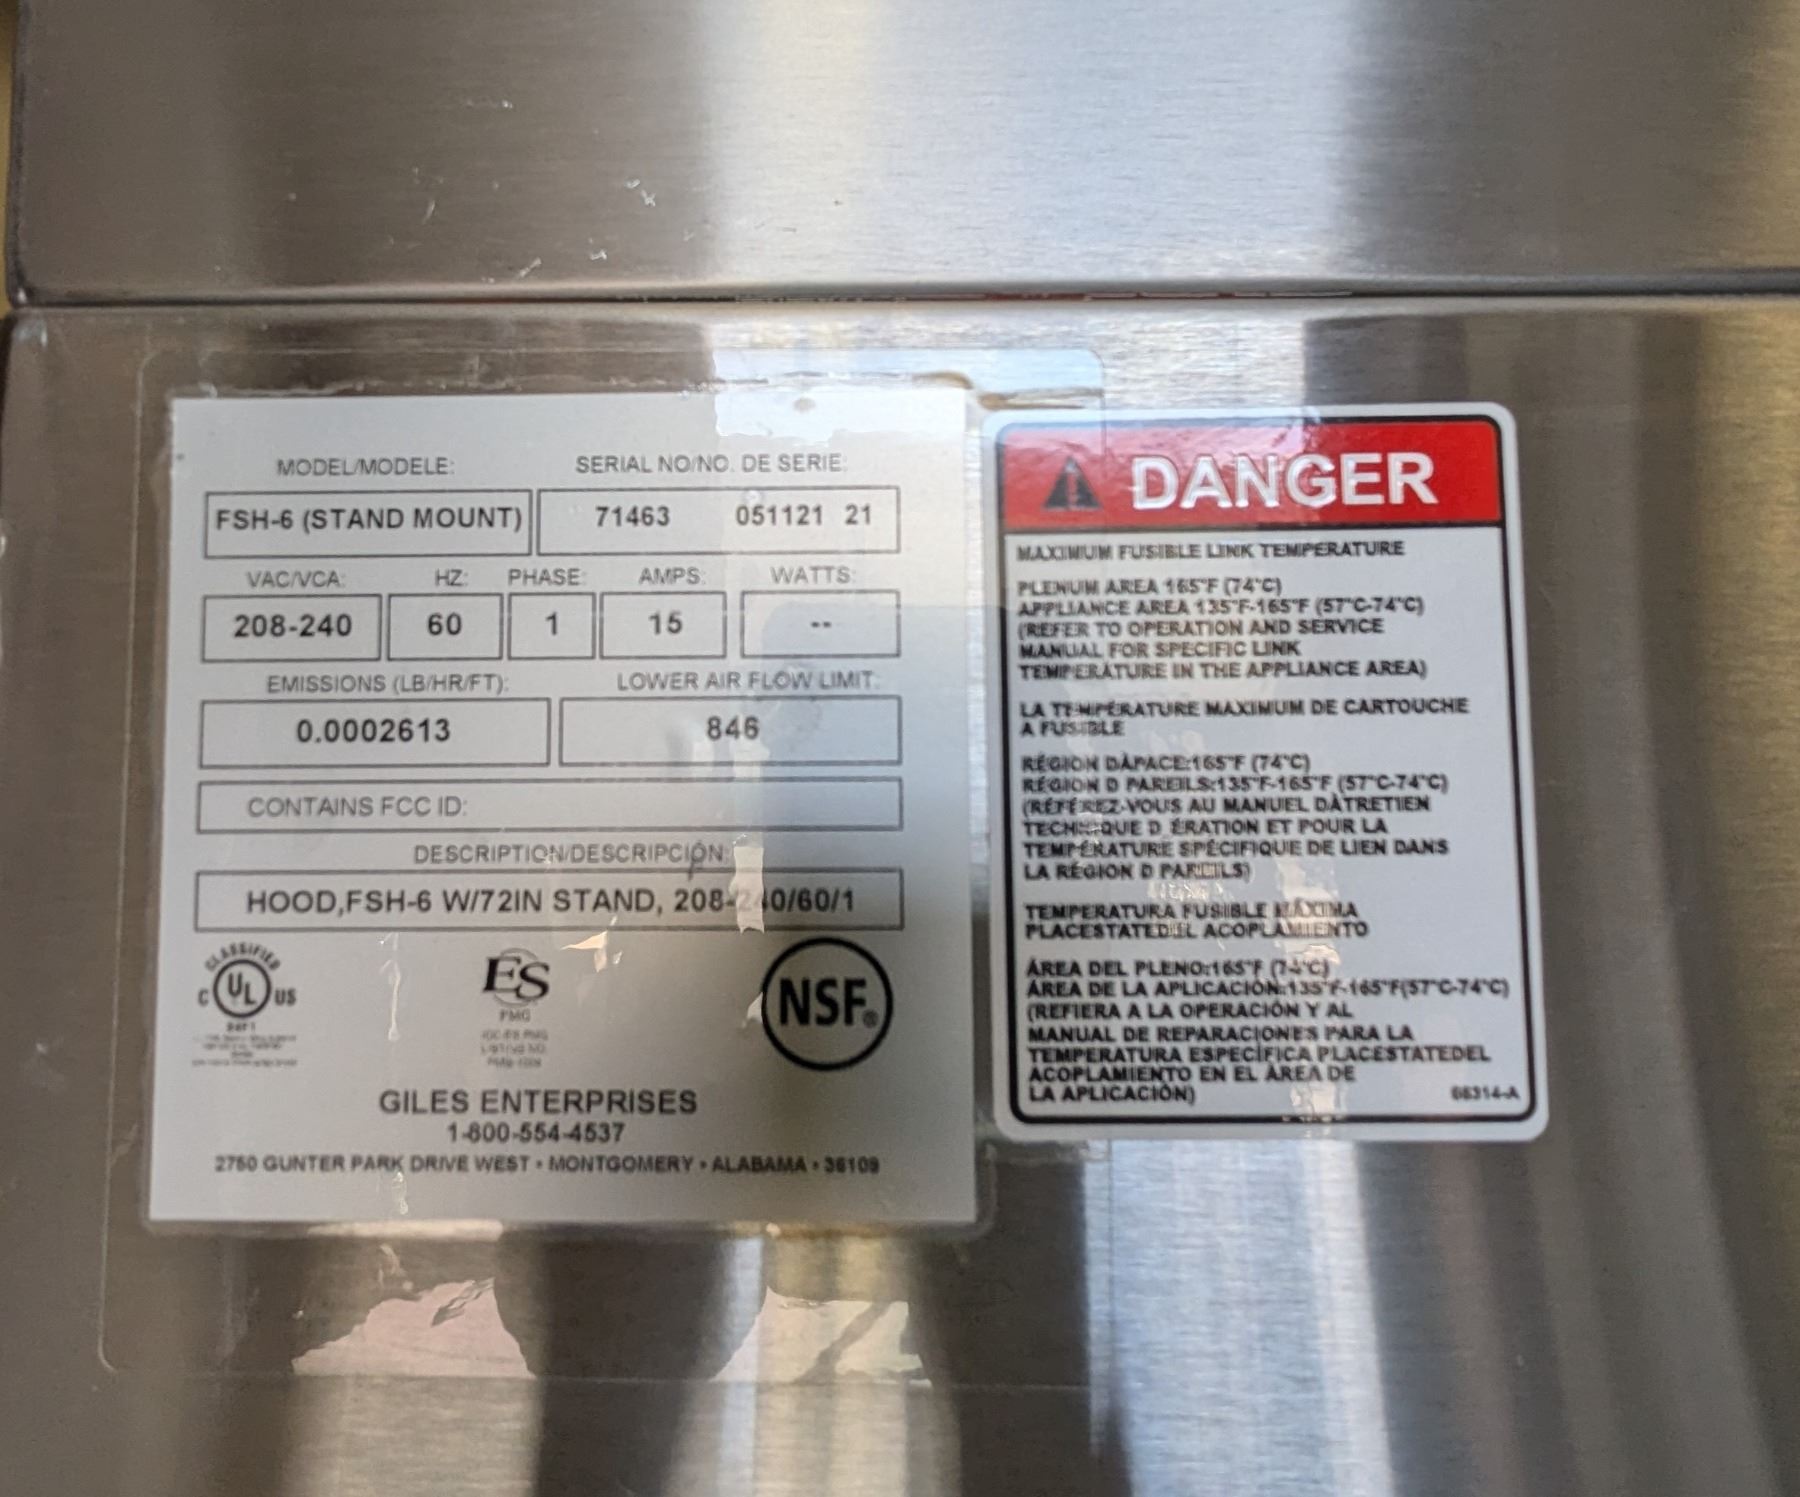 MODEL/MODELE: SERIAL NO/NO. DE SERIE:
FSH-6 (STAND MOUNT) 71463 051121 21
VAC/VCA: HZ: PHASE: AMPS: WATTS:
208-240 60 1 15 --
EMISSIONS (LB/HR/FT): LOWER AIR FLOW LIMIT:
0.0002613 846
CONTAINS FCC ID:
DESCRIPTION/DESCRIPCIÓN:
HOOD,FSH-6 W/72IN STAND, 208-240/60/1
CLASSIFIED
C UL US
ES
PMG
NSF®
GILES ENTERPRISES
1-800-554-4537
2750 GUNTER PARK DRIVE WEST • MONTGOMERY • ALABAMA • 36109
DANGER
MAXIMUM FUSIBLE LINK TEMPERATURE
PLENUM AREA 165°F (74°C)
APPLIANCE AREA 135°F-165°F (57°C-74°C)
(REFER TO OPERATION AND SERVICE
MANUAL FOR SPECIFIC LINK
TEMPERATURE IN THE APPLIANCE AREA)
LA TEMPÉRATURE MAXIMUM DE CARTOUCHE
A FUSIBLE
RÉGION DÀPACE:165°F (74°C)
RÉGION D PAREILS:135°F-165°F (57°C-74°C)
(RÉFÉREZ-VOUS AU MANUEL DÀTRETIEN
TECHNIQUE D ÉRATION ET POUR LA
TEMPÉRATURE SPÉCIFIQUE DE LIEN DANS
LA RÉGION D PAREILS)
TEMPERATURA FUSIBLE MÁXIMA
PLACESTATEDEL ACOPLAMIENTO
ÁREA DEL PLENO:165°F (74°C)
ÁREA DE LA APLICACIÓN:135°F-165°F(57°C-74°C)
(REFIERA A LA OPERACIÓN Y AL
MANUAL DE REPARACIONES PARA LA
TEMPERATURA ESPECÍFICA PLACESTATEDEL
ACOPLAMIENTO EN EL ÁREA DE
LA APLICACIÓN) 66314-A